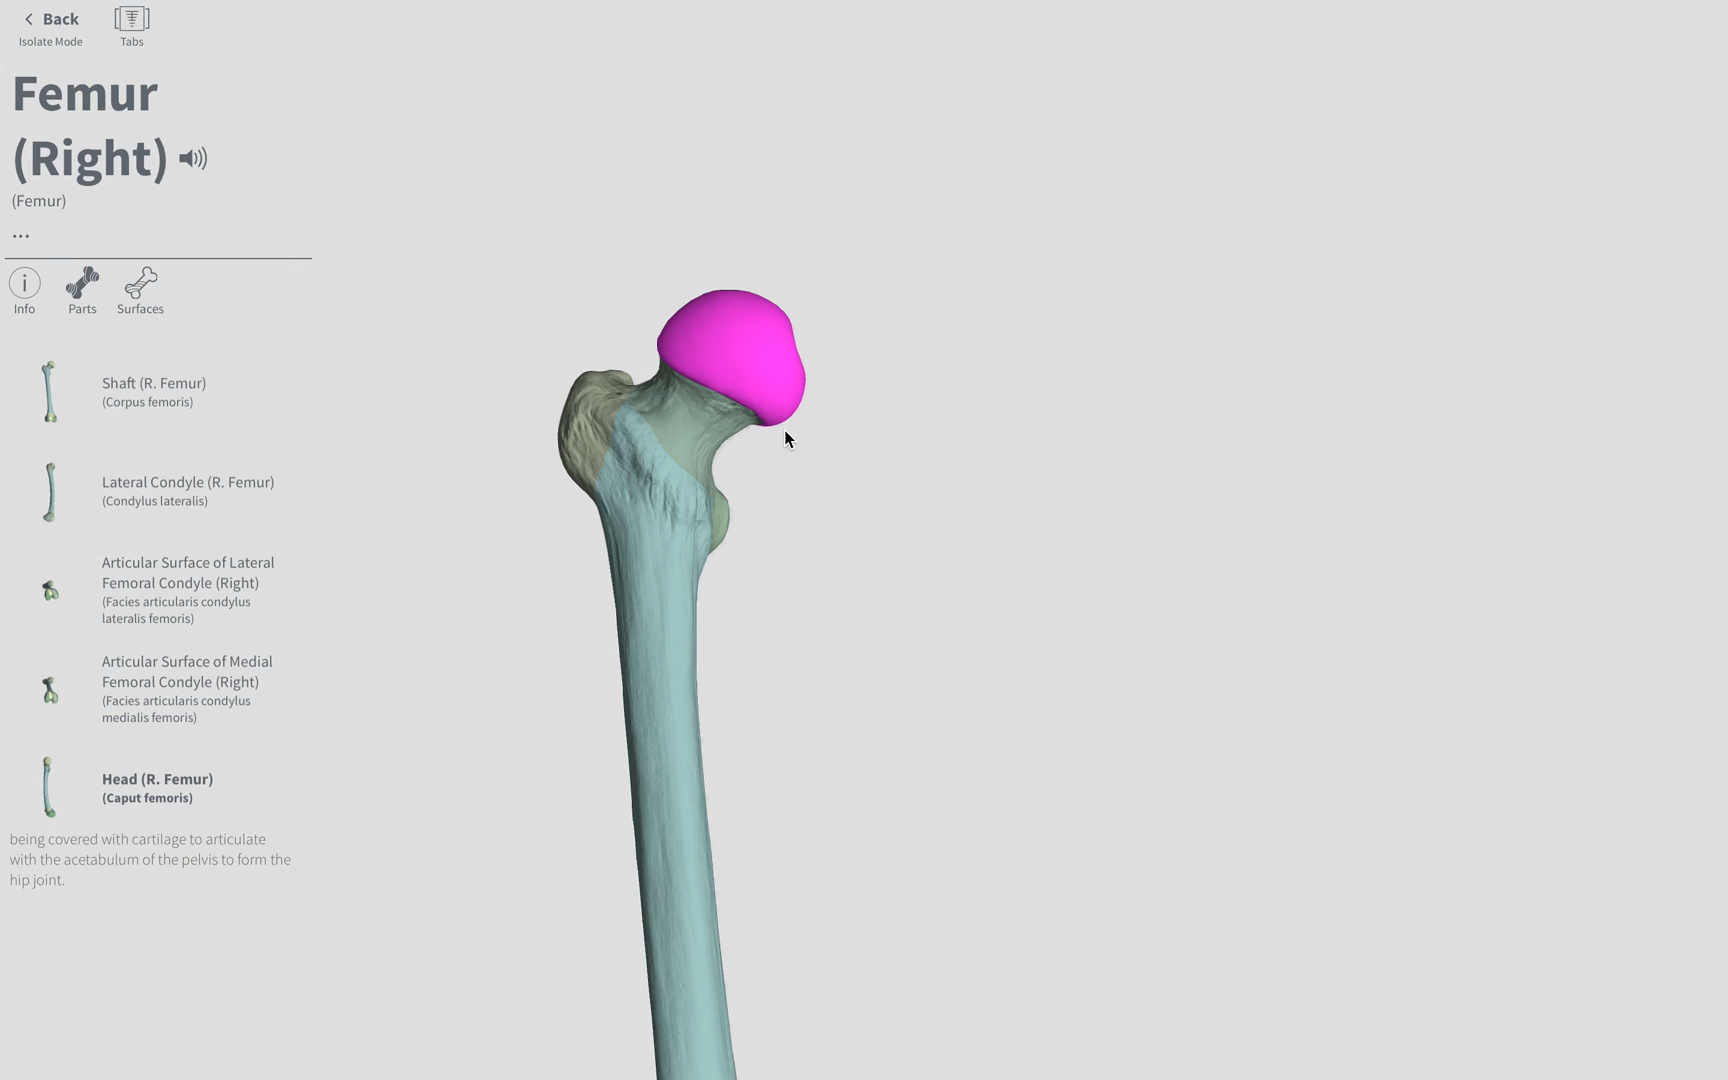 Back
Isolate Mode
Tabs
Femur
(Right)
(Femur)
...
Info
Parts
Surfaces
Shaft (R. Femur)
(Corpus femoris)
Lateral Condyle (R. Femur)
(Condylus lateralis)
Articular Surface of Lateral
Femoral Condyle (Right)
(Facies articularis condylus
lateralis femoris)
Articular Surface of Medial
Femoral Condyle (Right)
(Facies articularis condylus
medialis femoris)
Head (R. Femur)
(Caput femoris)
being covered with cartilage to articulate
with the acetabulum of the pelvis to form the
hip joint.